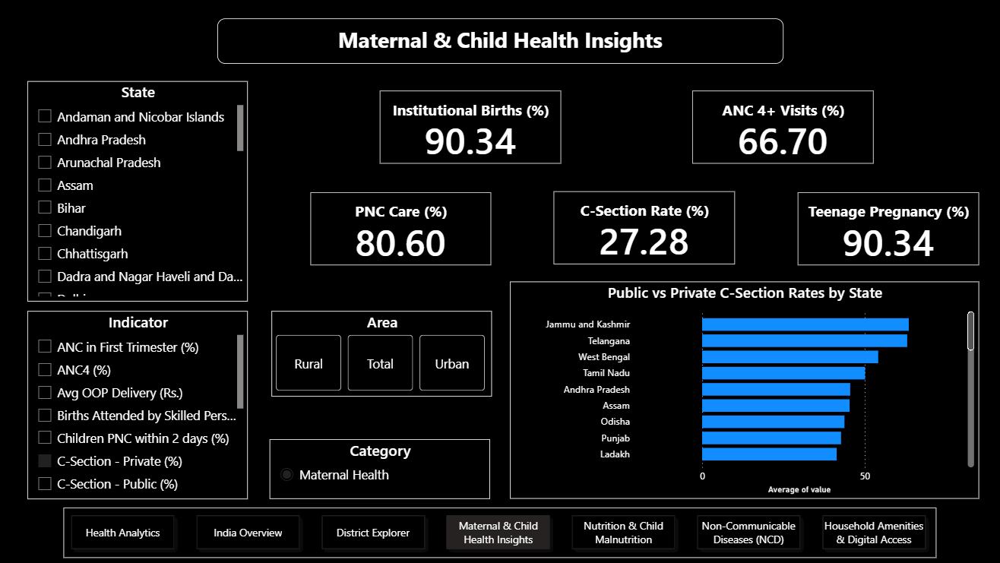 Maternal & Child Health Insights
State
Andaman and Nicobar Islands
Andhra Pradesh
Arunachal Pradesh
Assam
Bihar
Chandigarh
Chhattisgarh
Dadra and Nagar Haveli and Da...
Institutional Births (%)
90.34
ANC 4+ Visits (%)
66.70
PNC Care (%)
80.60
C-Section Rate (%)
27.28
Teenage Pregnancy (%)
90.34
Indicator
ANC in First Trimester (%)
ANC4 (%)
Avg OOP Delivery (Rs.)
Births Attended by Skilled Pers...
Children PNC within 2 days (%)
C-Section - Private (%)
C-Section - Public (%)
Area
Rural
Total
Urban
Category
Maternal Health
Public vs Private C-Section Rates by State
Jammu and Kashmir
Telangana
West Bengal
Tamil Nadu
Andhra Pradesh
Assam
Odisha
Punjab
Ladakh
0
50
Average of value
Health Analytics
India Overview
District Explorer
Maternal & Child
Health Insights
Nutrition & Child
Malnutrition
Non-Communicable
Diseases (NCD)
Household Amenities
& Digital Access